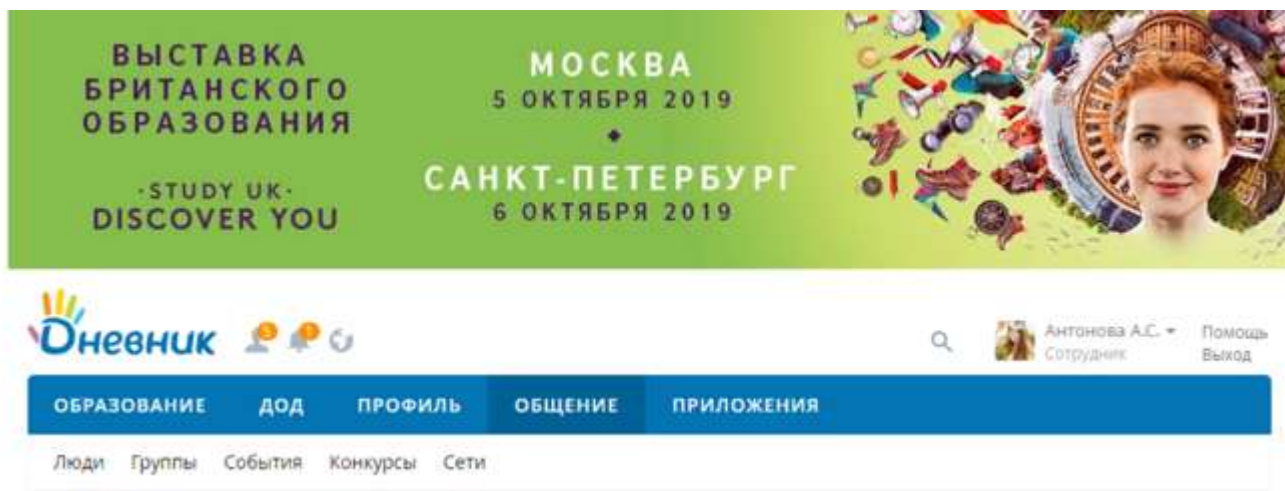 ВЫСТАВКА
БРИТАНСКОГО
ОБРАЗОВАНИЯ
·STUDY UK·
DISCOVER YOU
МОСКВА
5 ОКТЯБРЯ 2019
САНКТ-ПЕТЕРБУРГ
6 ОКТЯБРЯ 2019
Дневник
Антонова А.С.
Сотрудник
Помощь
Выход
ОБРАЗОВАНИЕ ДОД ПРОФИЛЬ ОБЩЕНИЕ ПРИЛОЖЕНИЯ
Люди Группы События Конкурсы Сети